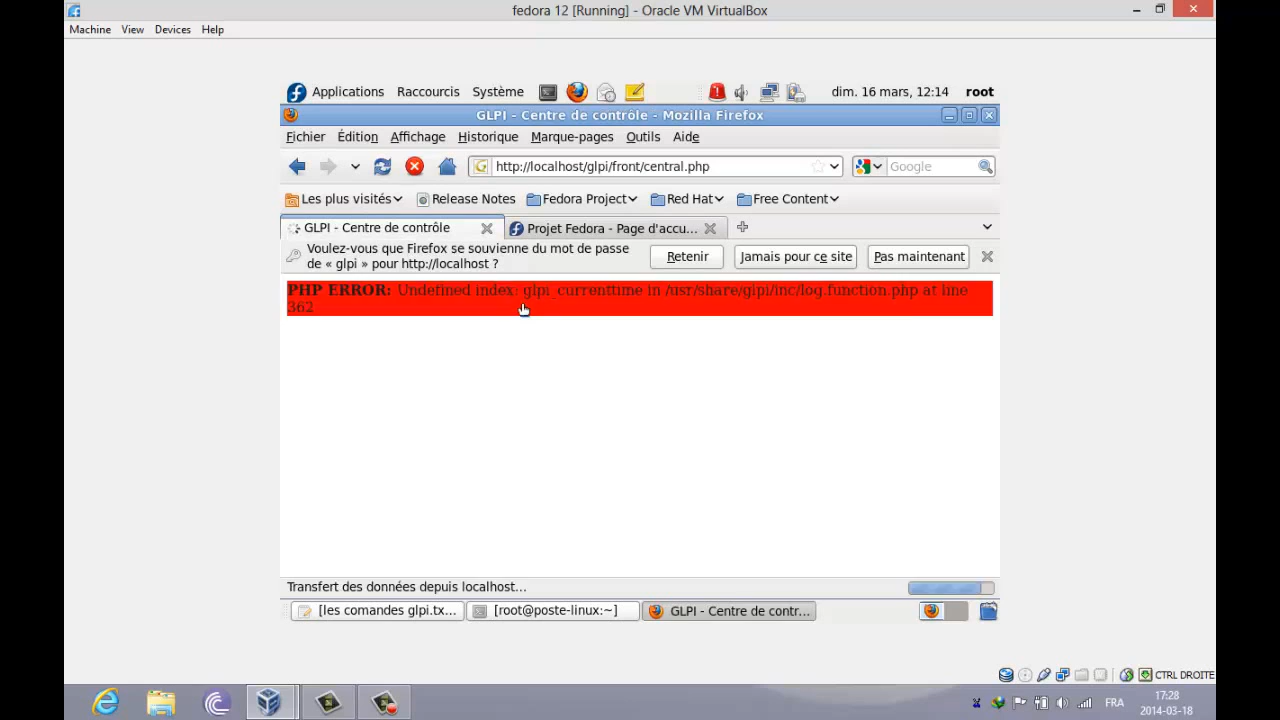 fedora 12 [Running] - Oracle VM VirtualBox
Machine View Devices Help
Applications Raccourcis Système dim. 16 mars, 12:14 root
GLPI - Centre de contrôle - Mozilla Firefox
Fichier Édition Affichage Historique Marque-pages Outils Aide
http://localhost/glpi/front/central.php Google
Les plus visités Release Notes Fedora Project Red Hat Free Content
GLPI - Centre de contrôle Projet Fedora - Page d'accu...
Voulez-vous que Firefox se souvienne du mot de passe
de « glpi » pour http://localhost ? Retenir Jamais pour ce site Pas maintenant
PHP ERROR: Undefined index: glpi_currenttime in /usr/share/glpi/inc/log.function.php at line
362
Transfert des données depuis localhost...
[les comandes glpi.tx... [root@poste-linux:~] GLPI - Centre de contr...
CTRL DROITE
FRA 17:28
2014-03-18